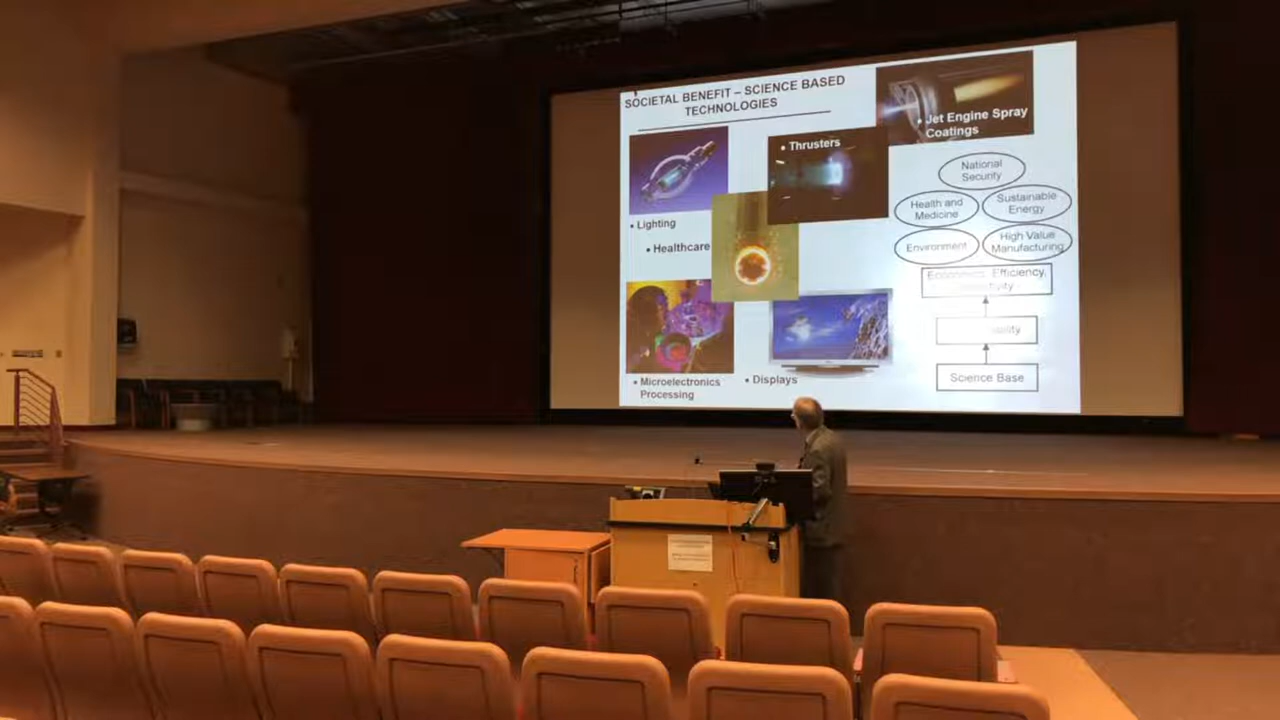 SOCIETAL BENEFIT – SCIENCE BASED
TECHNOLOGIES
• Jet Engine Spray
Coatings
• Thrusters
National
Security
Health and
Medicine
Sustainable
Energy
• Lighting
• Healthcare
Environment
High Value
Manufacturing
Efficiency,
Science Base
• Microelectronics
Processing
• Displays